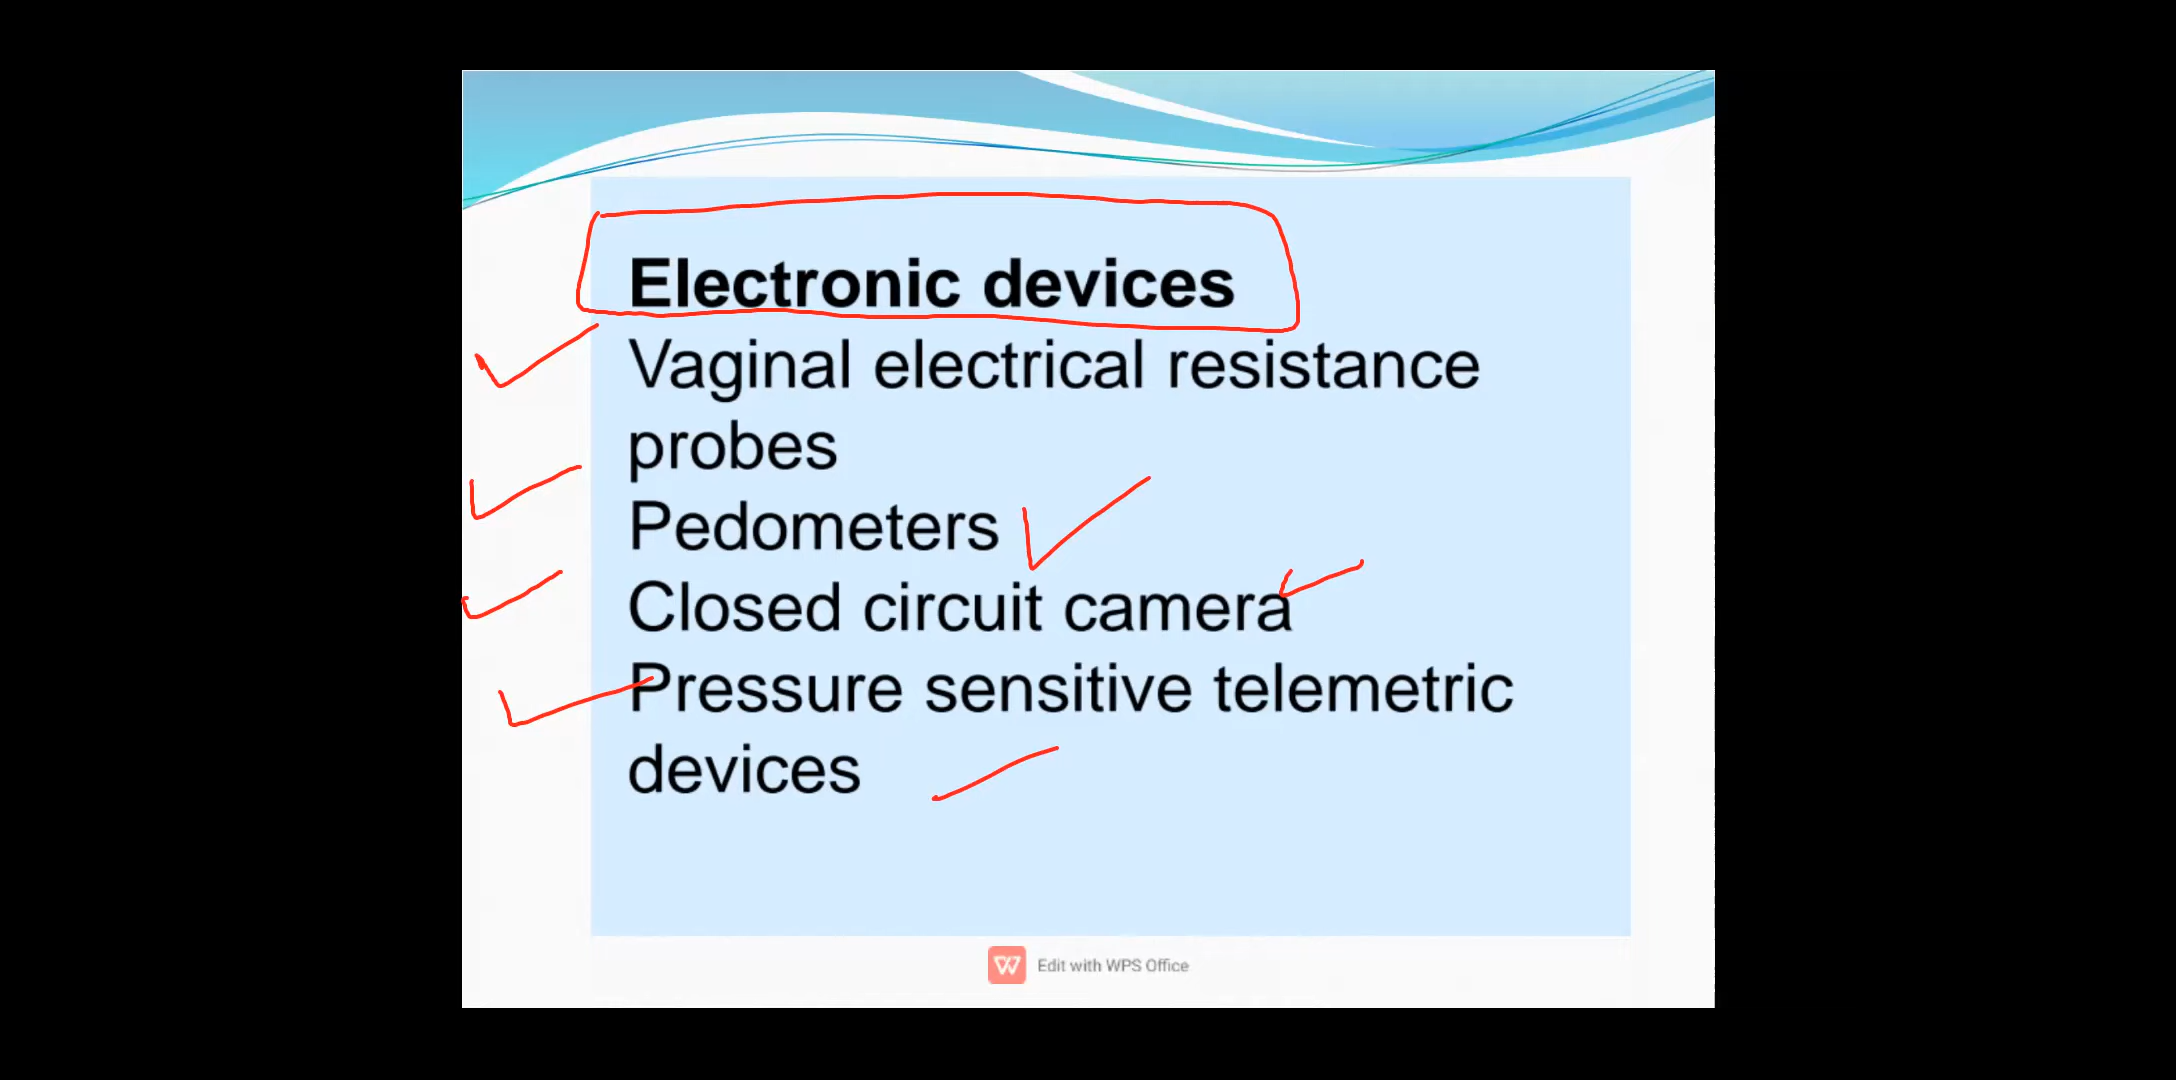 Electronic devices
Vaginal electrical resistance
probes
Pedometers
Closed circuit camera
Pressure sensitive telemetric
devices
Edit with WPS Office